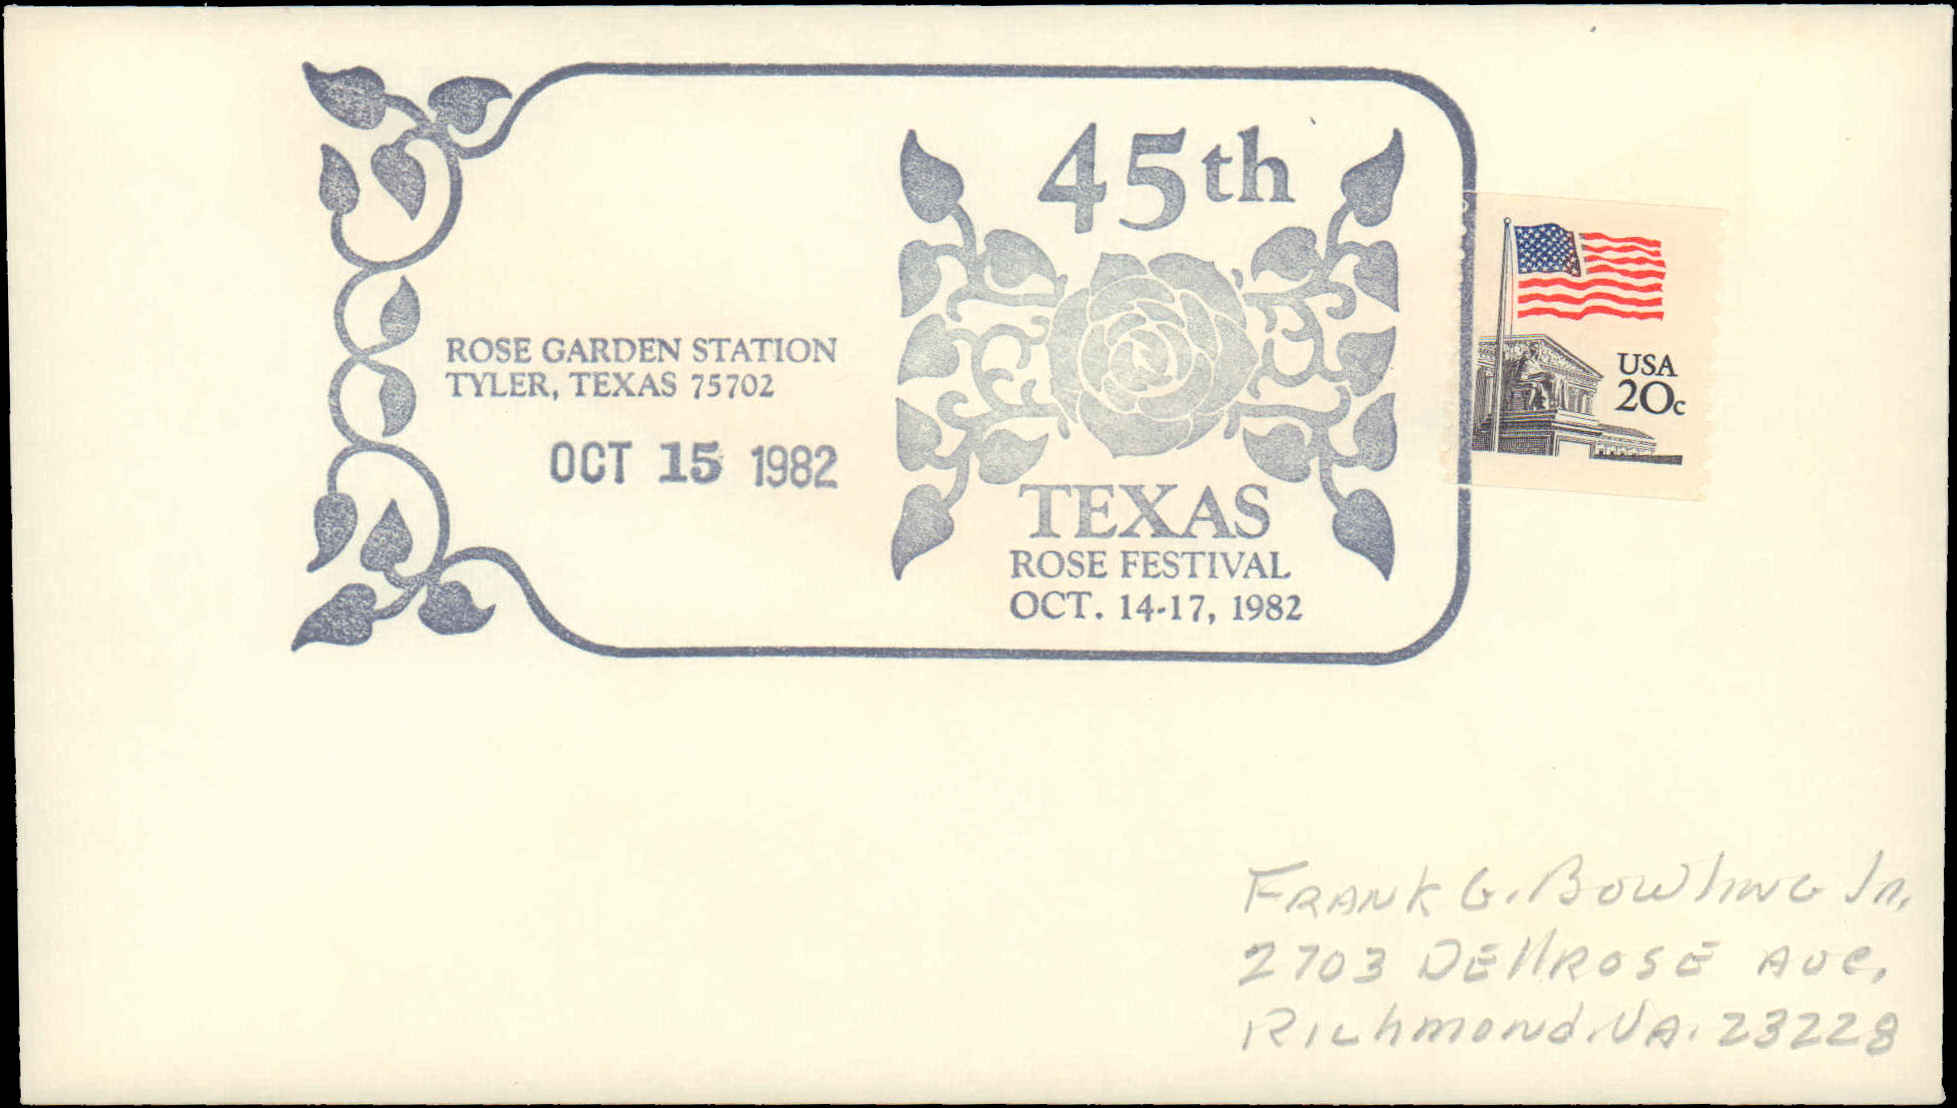 45th
ROSE GARDEN STATION
TYLER, TEXAS 75702
OCT 15 1982
TEXAS
ROSE FESTIVAL
OCT. 14-17, 1982
USA
20c
FRANK G. BOWLING JR.
2703 DEllROSE AVE.
RIChmond, VA. 23228